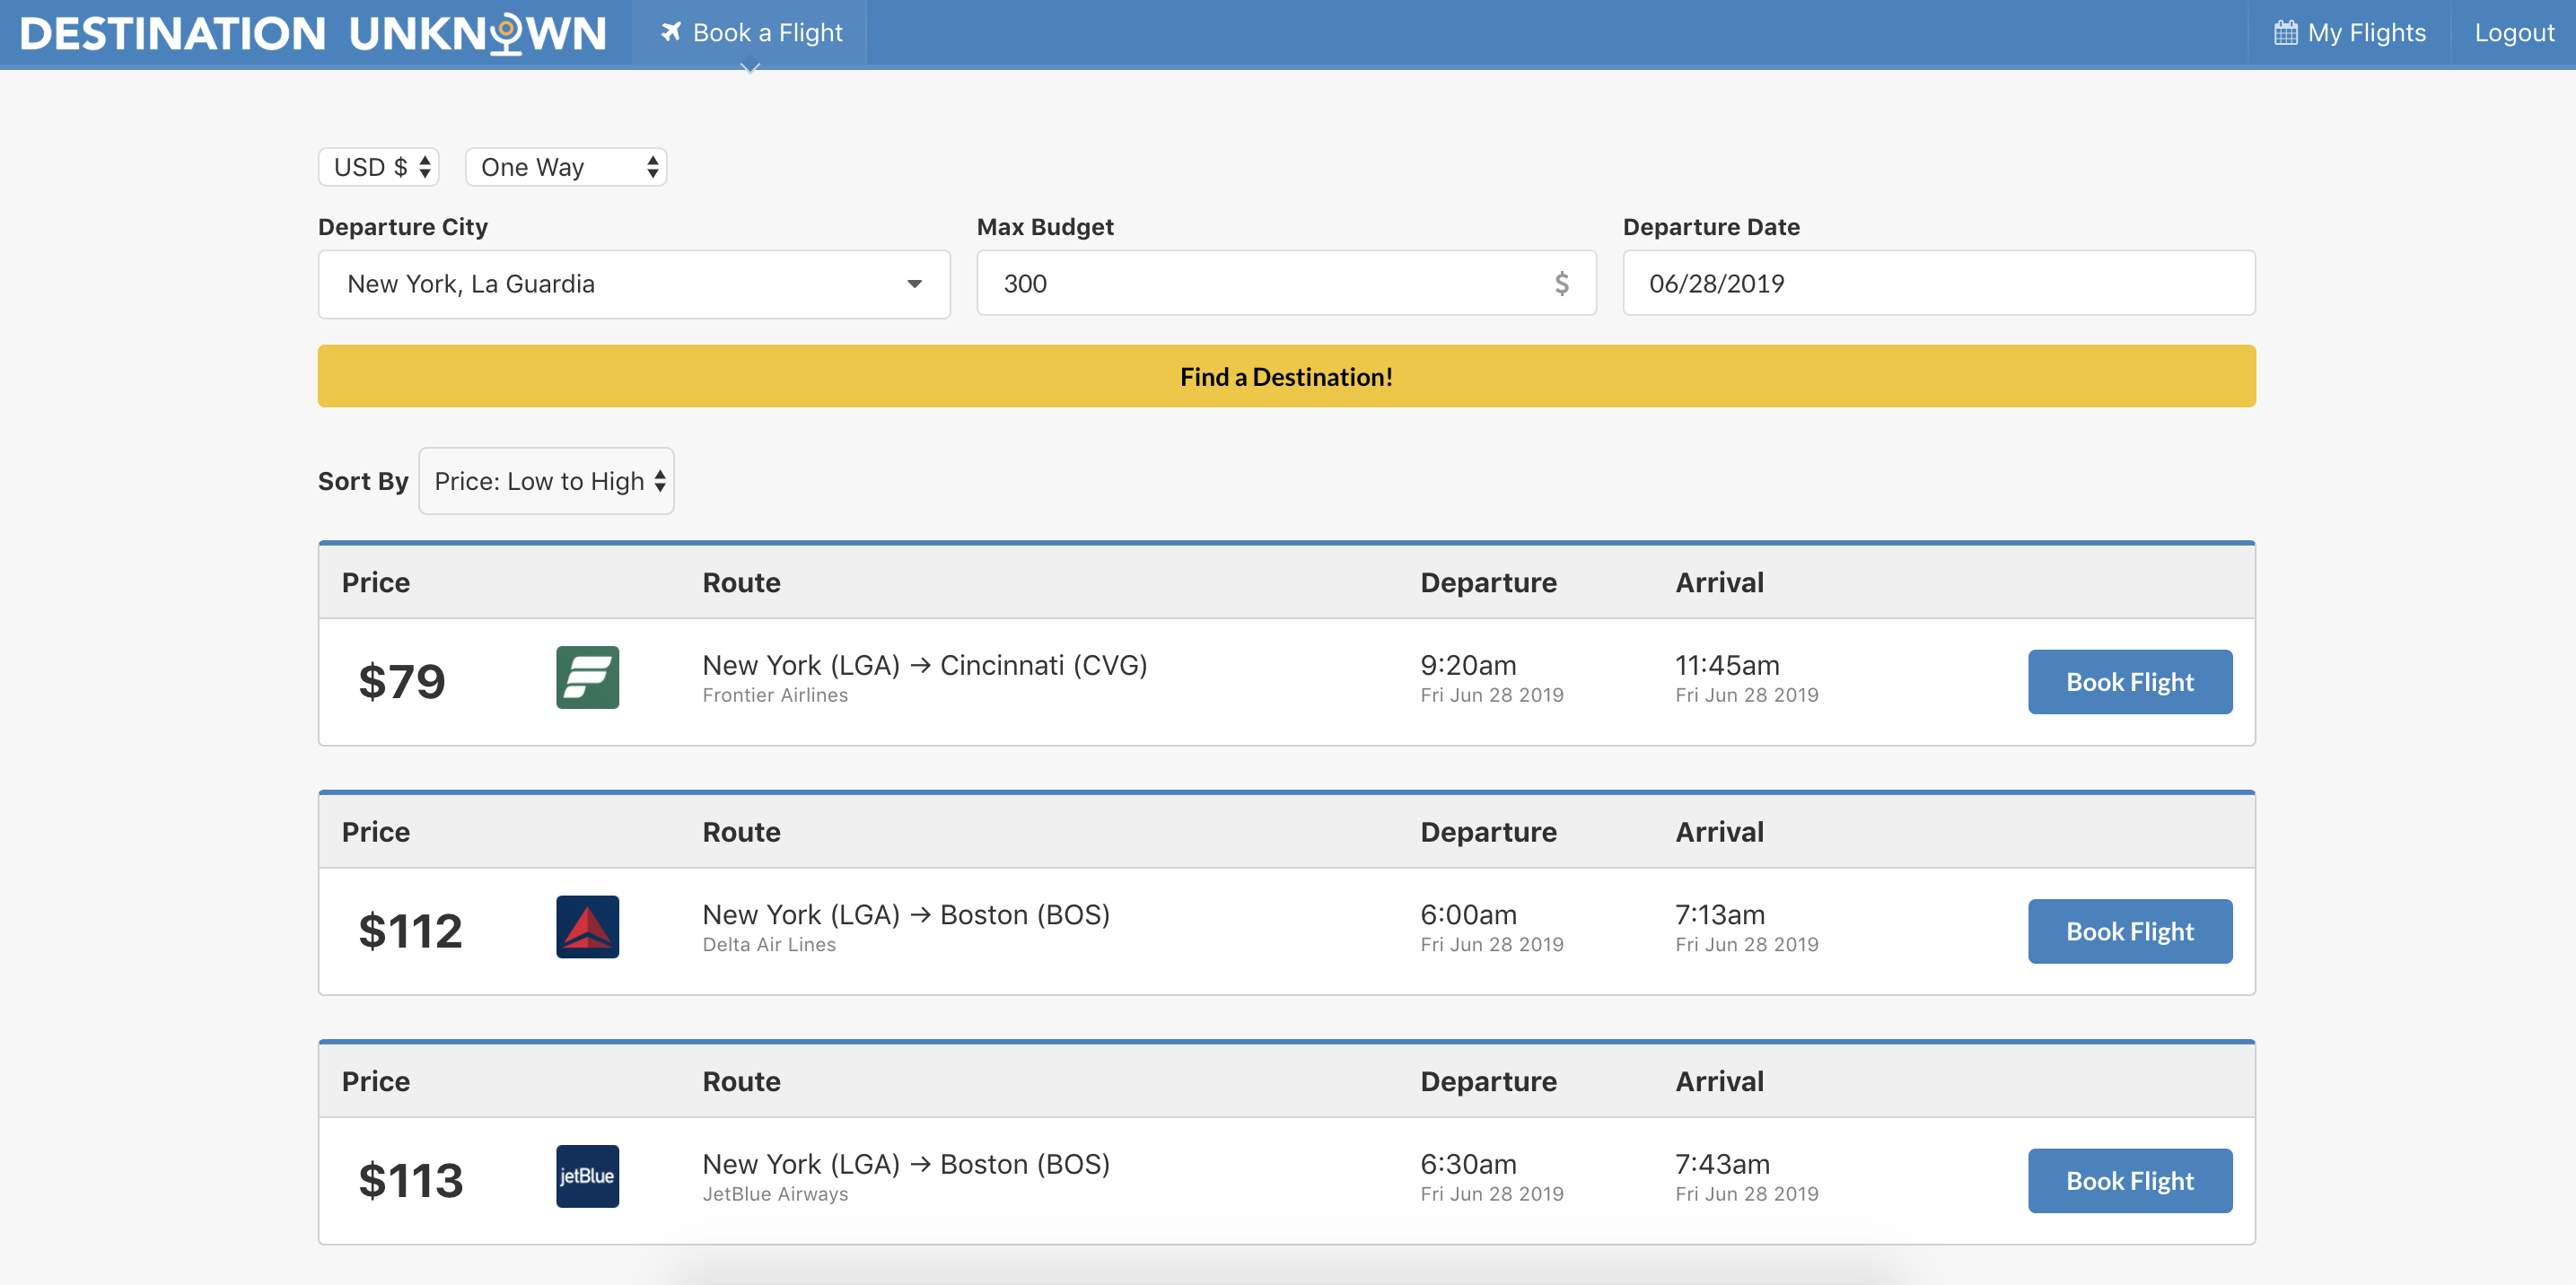 DESTINATION UNKNOWN Book a Flight My Flights Logout
USD $ One Way
Departure City Max Budget Departure Date
New York, La Guardia 300 $ 06/28/2019
Find a Destination!
Sort By Price: Low to High
Price Route Departure Arrival
$79 New York (LGA) → Cincinnati (CVG) 9:20am 11:45am Book Flight
Frontier Airlines Fri Jun 28 2019 Fri Jun 28 2019
Price Route Departure Arrival
$112 New York (LGA) → Boston (BOS) 6:00am 7:13am Book Flight
Delta Air Lines Fri Jun 28 2019 Fri Jun 28 2019
Price Route Departure Arrival
$113 jetBlue New York (LGA) → Boston (BOS) 6:30am 7:43am Book Flight
JetBlue Airways Fri Jun 28 2019 Fri Jun 28 2019